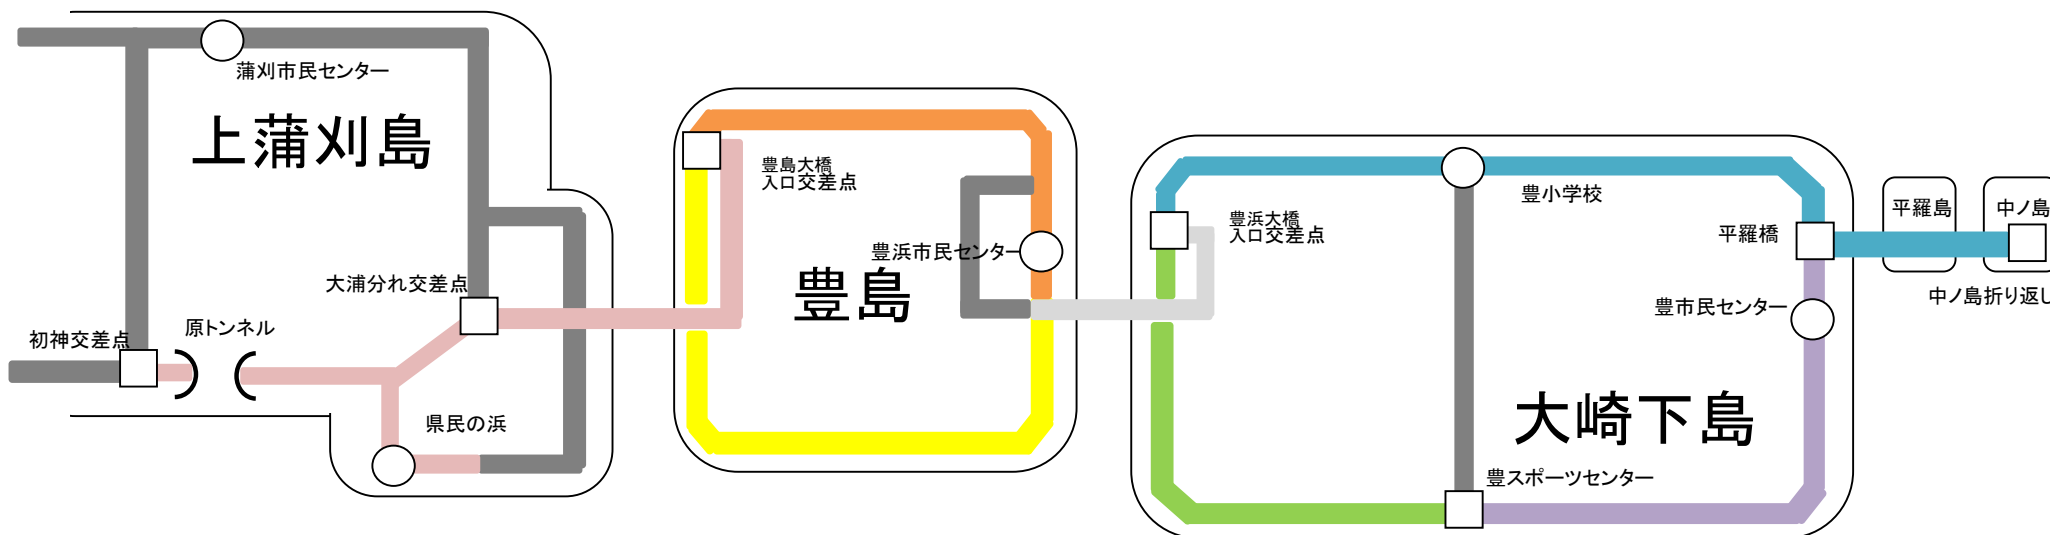 蒲刈市民センター
上蒲刈島
大浦分れ交差点
初神交差点
原トンネル
県民の浜
豊島大橋
入口交差点
豊浜市民センター
豊島
豊浜大橋
入口交差点
豊小学校
平羅橋
平羅島
中ノ島
中ノ島折り返し
豊市民センター
大崎下島
豊スポーツセンター